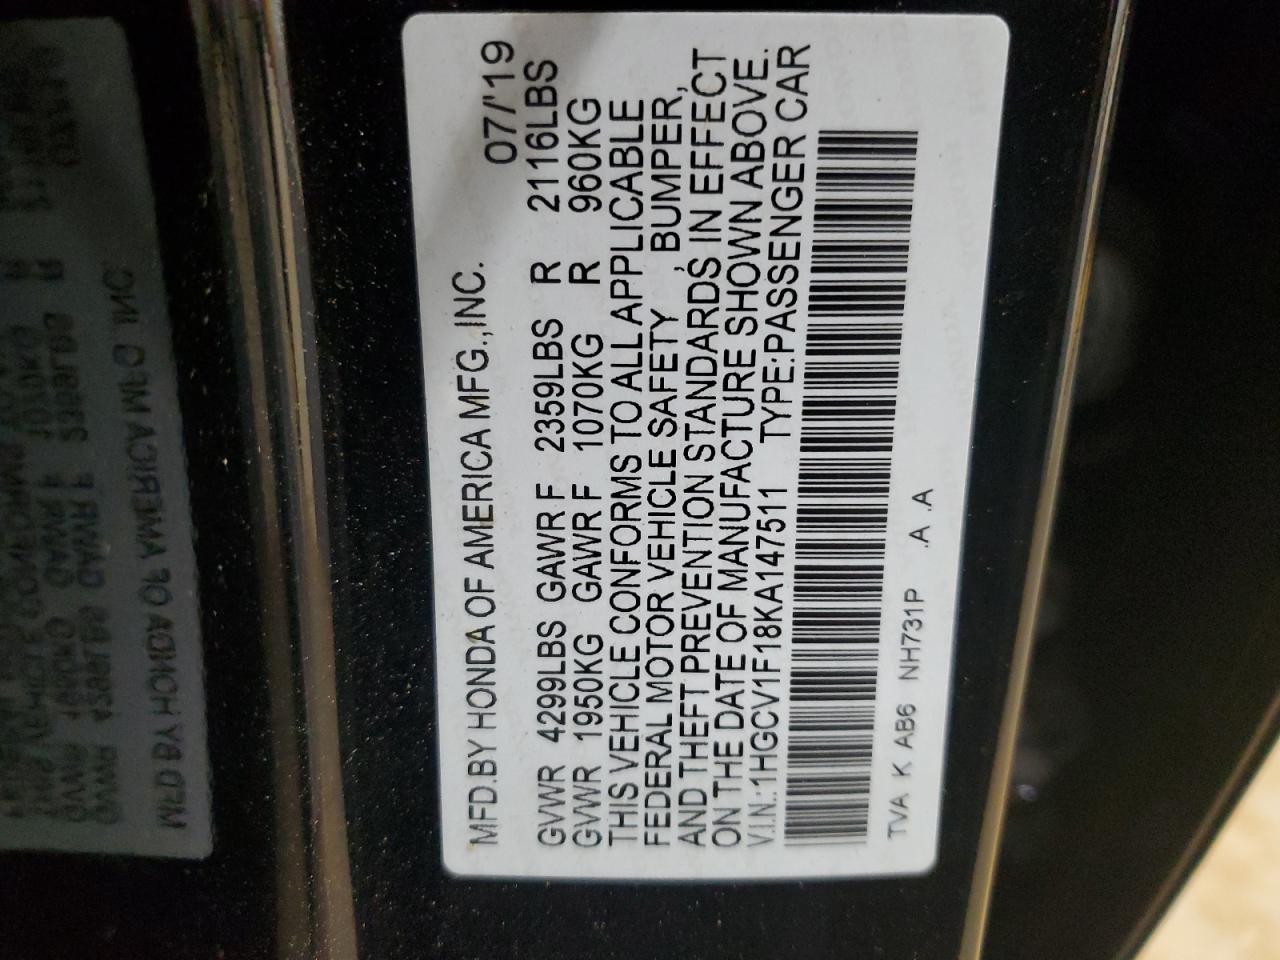 MFD.BY HONDA OF AMERICA MFG.,INC. 07/'19
GVWR 4299LBS GAWR F 2359LBS R 2116LBS
GVWR 1950KG GAWR F 1070KG R 960KG
THIS VEHICLE CONFORMS TO ALL APPLICABLE
FEDERAL MOTOR VEHICLE SAFETY , BUMPER,
AND THEFT PREVENTION STANDARDS IN EFFECT
ON THE DATE OF MANUFACTURE SHOWN ABOVE.
V.I.N.:1HGCV1F18KA147511 TYPE:PASSENGER CAR
TVA K AB6 NH731P .A .A